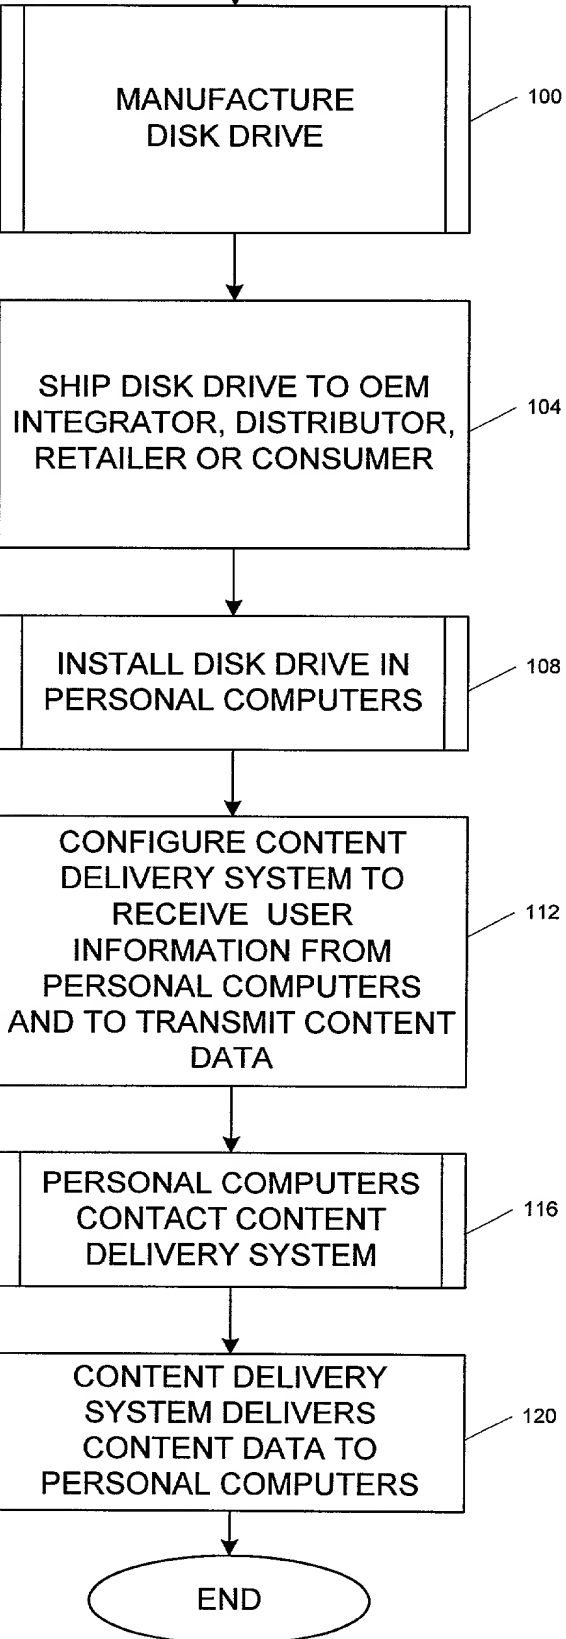 MANUFACTURE
DISK DRIVE
100
SHIP DISK DRIVE TO OEM
INTEGRATOR, DISTRIBUTOR,
RETAILER OR CONSUMER
104
INSTALL DISK DRIVE IN
PERSONAL COMPUTERS
108
CONFIGURE CONTENT
DELIVERY SYSTEM TO
RECEIVE USER
INFORMATION FROM
PERSONAL COMPUTERS
AND TO TRANSMIT CONTENT
DATA
112
PERSONAL COMPUTERS
CONTACT CONTENT
DELIVERY SYSTEM
116
CONTENT DELIVERY
SYSTEM DELIVERS
CONTENT DATA TO
PERSONAL COMPUTERS
120
END